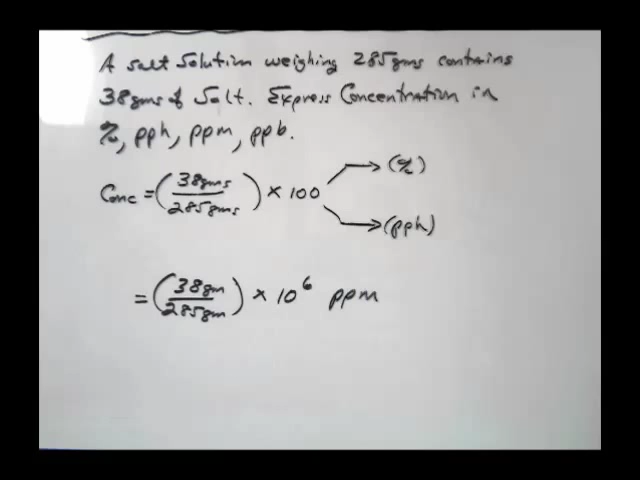 A salt solution weighing 285gms contains
38gms of Salt. Express Concentration in
%, pph, ppm, ppb.
Conc = (38gms/285gms) × 100 → (%)
→ (pph)
= (38gm/285gm) × 10⁶ ppm